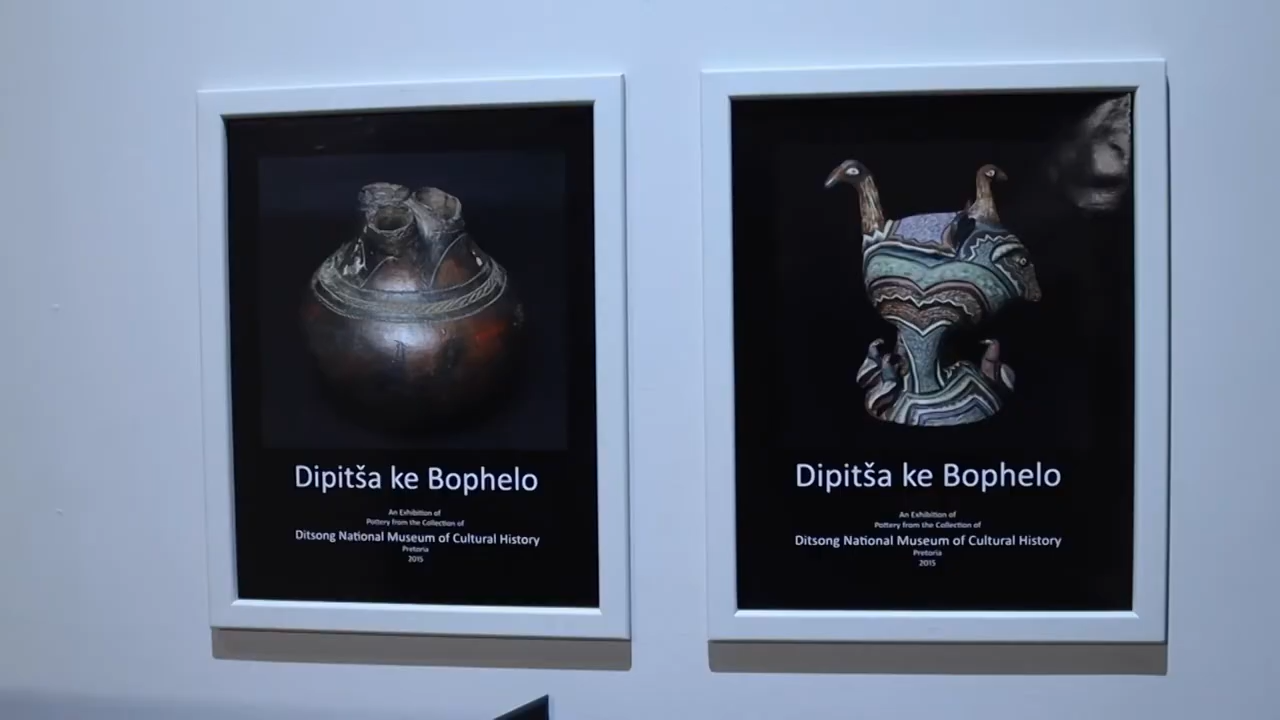 Dipitša ke Bophelo
An Exhibition of
Pottery from the Collection of
Ditsong National Museum of Cultural History
Pretoria
2015
Dipitša ke Bophelo
An Exhibition of
Pottery from the Collection of
Ditsong National Museum of Cultural History
Pretoria
2015